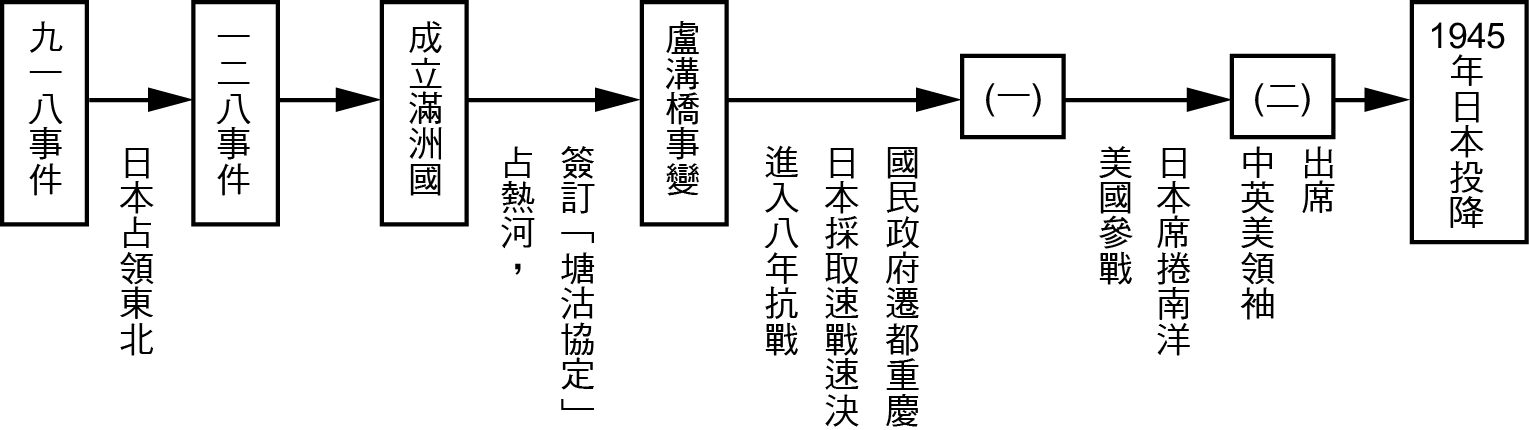 九一八事件
日本占領東北
一二八事件
成立滿洲國
占熱河，
簽訂「塘沽協定」
盧溝橋事變
進入八年抗戰
日本採取速戰速決
國民政府遷都重慶
(一)
美國參戰
日本席捲南洋
(二)
中英美領袖
出席
1945年日本投降